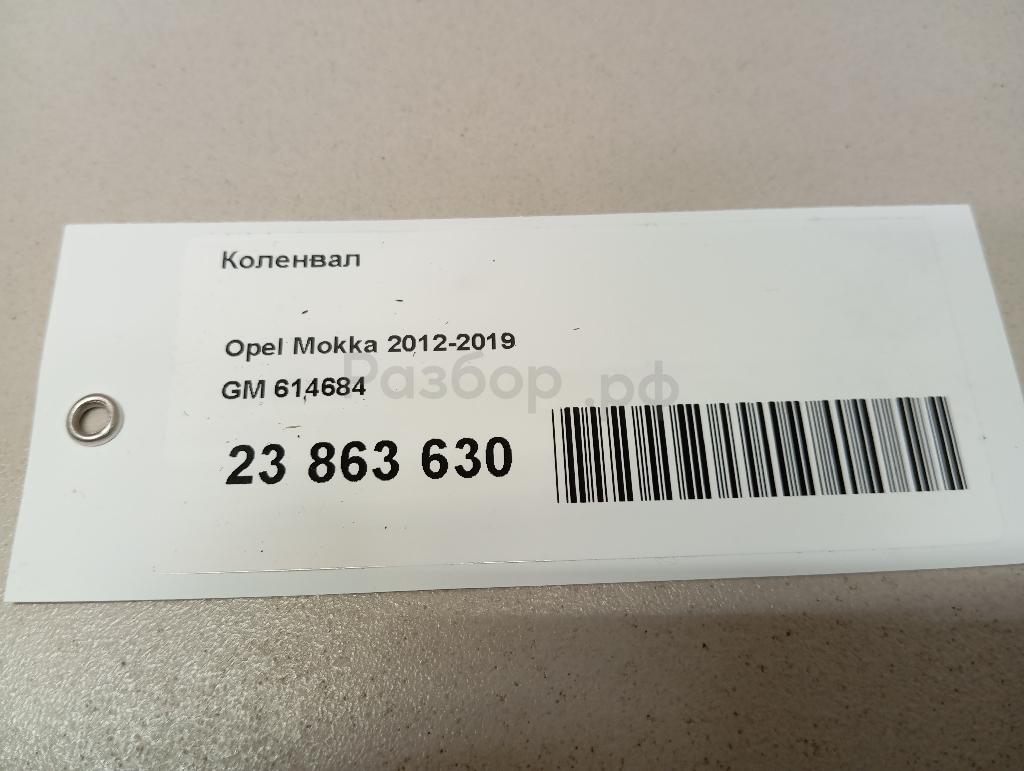 Коленвал
Opel Mokka 2012-2019
Разбор.рф
GM 614684
23 863 630